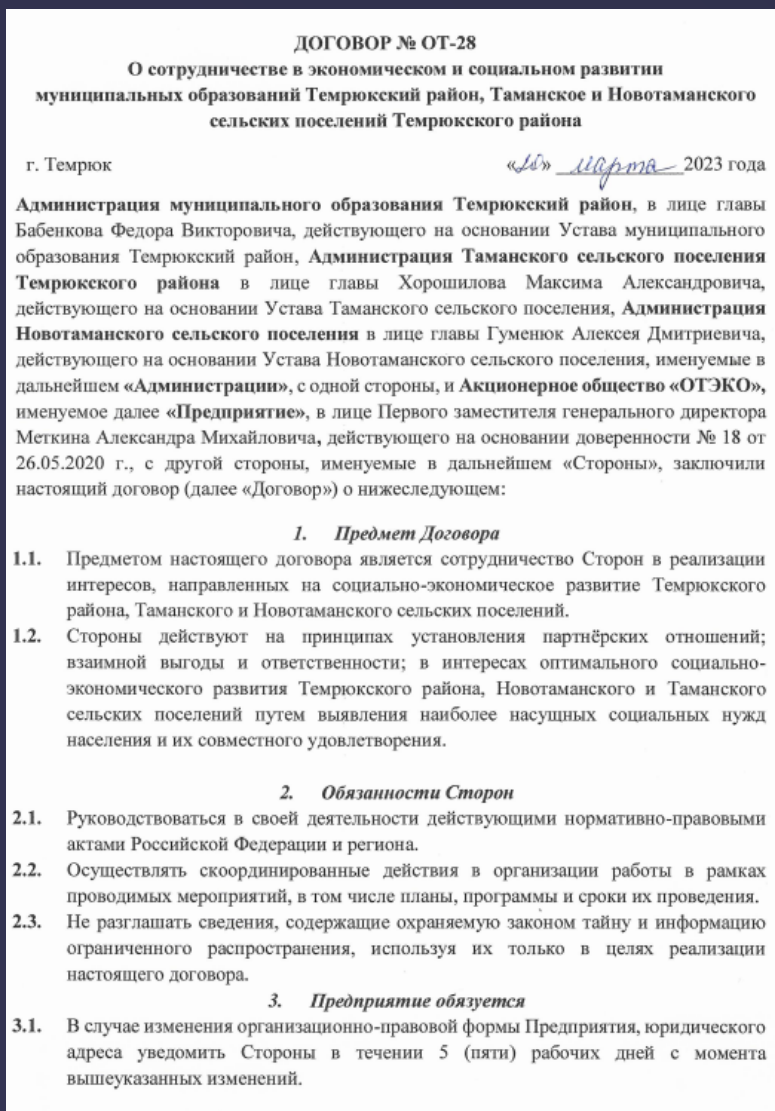 ДОГОВОР № ОТ-28
О сотрудничестве в экономическом и социальном развитии
муниципальных образований Темрюкский район, Таманское и Новотаманского
сельских поселений Темрюкского района
г. Темрюк « » марта 2023 года
Администрация муниципального образования Темрюкский район, в лице главы
Бабенкова Федора Викторовича, действующего на основании Устава муниципального
образования Темрюкский район, Администрация Таманского сельского поселения
Темрюкского района в лице главы Хорошилова Максима Александровича,
действующего на основании Устава Таманского сельского поселения, Администрация
Новотаманского сельского поселения в лице главы Гуменюк Алексея Дмитриевича,
действующего на основании Устава Новотаманского сельского поселения, именуемые в
дальнейшем «Администрации», с одной стороны, и Акционерное общество «ОТЭКО»,
именуемое далее «Предприятие», в лице Первого заместителя генерального директора
Меткина Александра Михайловича, действующего на основании доверенности № 18 от
26.05.2020 г., с другой стороны, именуемые в дальнейшем «Стороны», заключили
настоящий договор (далее «Договор») о нижеследующем:
1. Предмет Договора
1.1. Предметом настоящего договора является сотрудничество Сторон в реализации
интересов, направленных на социально-экономическое развитие Темрюкского
района, Таманского и Новотаманского сельских поселений.
1.2. Стороны действуют на принципах установления партнёрских отношений;
взаимной выгоды и ответственности; в интересах оптимального социально-
экономического развития Темрюкского района, Новотаманского и Таманского
сельских поселений путем выявления наиболее насущных социальных нужд
населения и их совместного удовлетворения.
2. Обязанности Сторон
2.1. Руководствоваться в своей деятельности действующими нормативно-правовыми
актами Российской Федерации и региона.
2.2. Осуществлять скоординированные действия в организации работы в рамках
проводимых мероприятий, в том числе планы, программы и сроки их проведения.
2.3. Не разглашать сведения, содержащие охраняемую законом тайну и информацию
ограниченного распространения, используя их только в целях реализации
настоящего договора.
3. Предприятие обязуется
3.1. В случае изменения организационно-правовой формы Предприятия, юридического
адреса уведомить Стороны в течении 5 (пяти) рабочих дней с момента
вышеуказанных изменений.